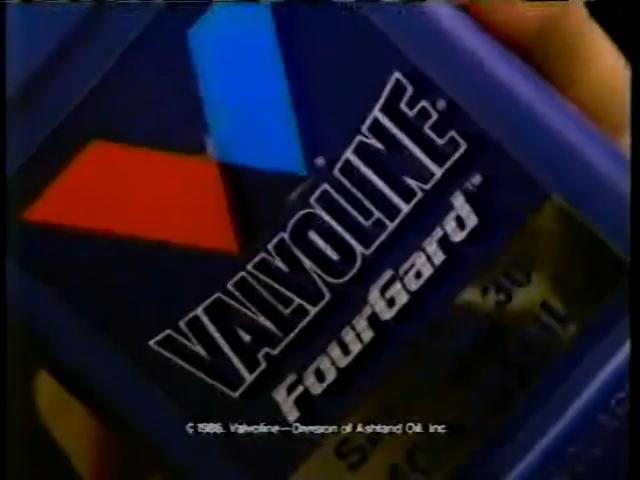 VALVOLINE®
FourGard™
30
©1986. Valvoline—Division of Ashland Oil, Inc.